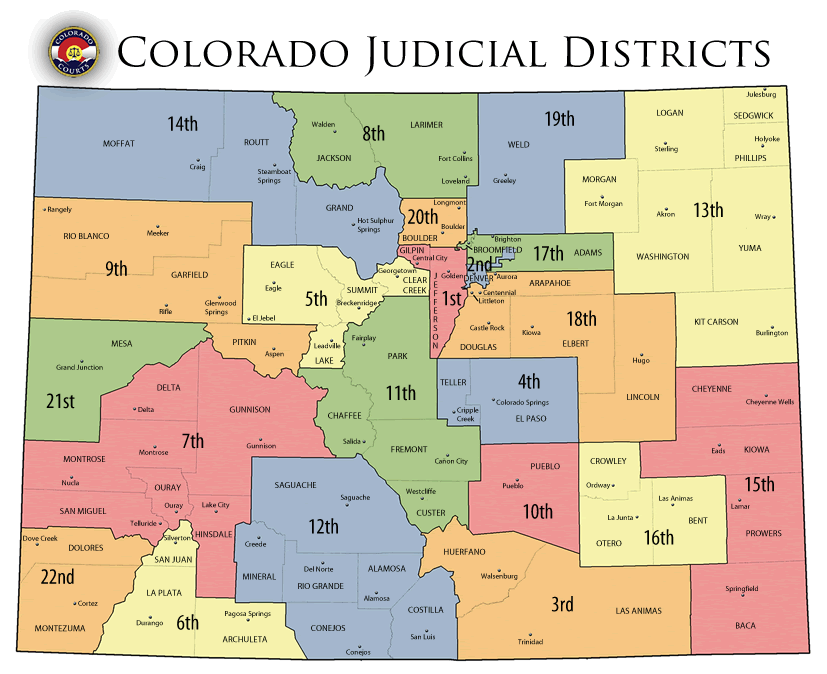 COLORADO
COURTS
COLORADO JUDICIAL DISTRICTS
Julesburg
14th
8th
19th
LOGAN
SEDGWICK
Walden
LARIMER
MOFFAT
ROUTT
WELD
Holyoke
JACKSON
Fort Collins
Sterling
PHILLIPS
Craig
Steamboat
Springs
Loveland
Greeley
MORGAN
Fort Morgan
Rangely
GRAND
Longmont
20th
Akron
13th
Wray
Meeker
Hot Sulphur
Springs
Boulder
RIO BLANCO
BOULDER
Brighton
GILPIN
BROOMFIELD
17th
ADAMS
YUMA
Central City
WASHINGTON
9th
EAGLE
Georgetown
2nd
GARFIELD
Golden
DENVER
Aurora
CLEAR
CREEK
ARAPAHOE
Eagle
SUMMIT
5th
JEFFERSON
1st
Centennial
Littleton
Glenwood
Springs
Breckenridge
Rifle
El Jebel
18th
KIT CARSON
Castle Rock
Kiowa
Burlington
MESA
PITKIN
Leadville
Fairplay
ELBERT
DOUGLAS
Aspen
LAKE
PARK
Hugo
Grand Junction
TELLER
4th
DELTA
CHEYENNE
21st
Delta
GUNNISON
11th
Colorado Springs
LINCOLN
Cheyenne Wells
CHAFFEE
Cripple
Creek
EL PASO
7th
Salida
Montrose
Gunnison
FREMONT
Eads
KIOWA
MONTROSE
Cañon City
CROWLEY
PUEBLO
Nucla
SAGUACHE
Ordway
Pueblo
15th
OURAY
Saguache
Westcliffe
Las Animas
Ouray
Lake City
Lamar
SAN MIGUEL
CUSTER
10th
La Junta
BENT
Telluride
12th
HINSDALE
16th
PROWERS
Dove Creek
Silverton
Creede
OTERO
DOLORES
HUERFANO
SAN JUAN
Del Norte
ALAMOSA
22nd
MINERAL
Walsenburg
RIO GRANDE
Springfield
LA PLATA
Alamosa
Cortez
3rd
COSTILLA
LAS ANIMAS
Pagosa Springs
Durango
6th
BACA
MONTEZUMA
CONEJOS
ARCHULETA
San Luis
Trinidad
Conejos